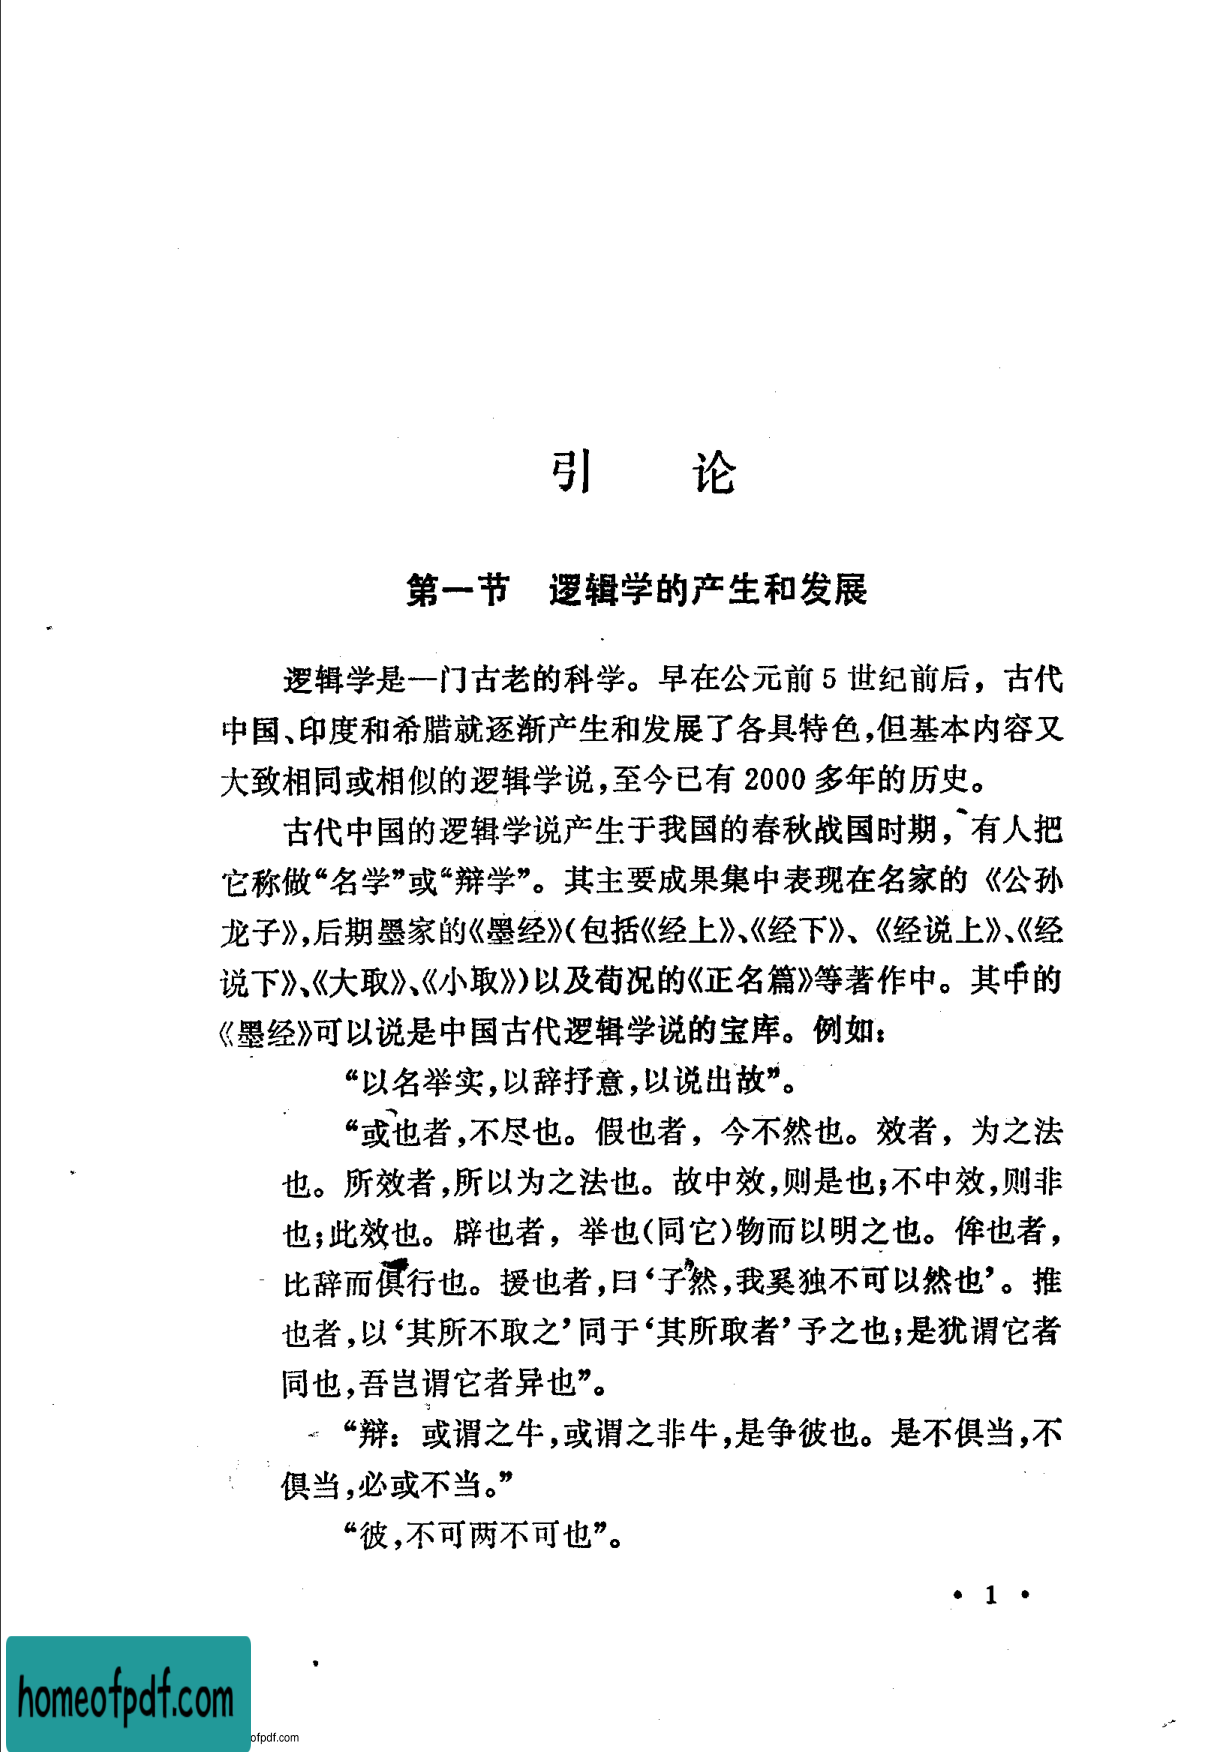 引 论
第一节 逻辑学的产生和发展
逻辑学是一门古老的科学。早在公元前5世纪前后，古代
中国、印度和希腊就逐渐产生和发展了各具特色，但基本内容又
大致相同或相似的逻辑学说，至今已有2000多年的历史。
古代中国的逻辑学说产生于我国的春秋战国时期，有人把
它称做“名学”或“辩学”。其主要成果集中表现在名家的《公孙
龙子》，后期墨家的《墨经》（包括《经上》、《经下》、《经说上》、《经
说下》、《大取》、《小取》）以及荀况的《正名篇》等著作中。其中的
《墨经》可以说是中国古代逻辑学说的宝库。例如：
“以名举实，以辞抒意，以说出故”。
“或也者，不尽也。假也者，今不然也。效者，为之法
也。所效者，所以为之法也。故中效，则是也；不中效，则非
也；此效也。辟也者，举也（同它）物而以明之也。侔也者，
比辞而俱行也。援也者，曰‘子然，我奚独不可以然也’。推
也者，以‘其所不取之’同于‘其所取者’予之也；是犹谓它者
同也，吾岂谓它者异也”。
“辩：或谓之牛，或谓之非牛，是争彼也。是不俱当，不
俱当，必或不当。”
“彼，不可两不可也”。
• 1 •
homeofpdf.com
ofpdf.com